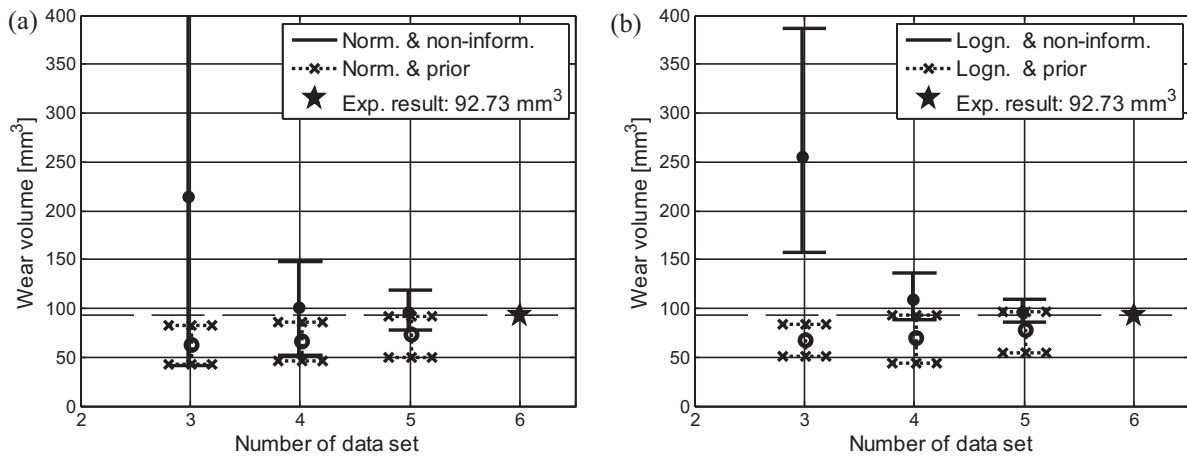 (a)
400
350
300
250
200
150
100
50
0
Wear volume [mm³]
2
3
4
5
6
Number of data set
Norm. & non-inform.
Norm. & prior
Exp. result: 92.73 mm³
(b)
400
350
300
250
200
150
100
50
0
Wear volume [mm³]
2
3
4
5
6
Number of data set
Logn. & non-inform.
Logn. & prior
Exp. result: 92.73 mm³